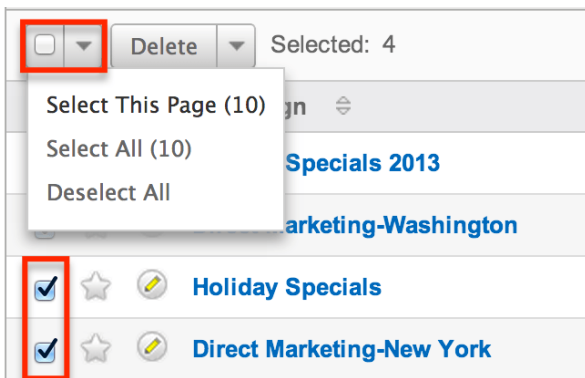 Delete Selected: 4
Select This Page (10)
gn
Select All (10)
Specials 2013
Deselect All
arketing-Washington
Holiday Specials
Direct Marketing-New York